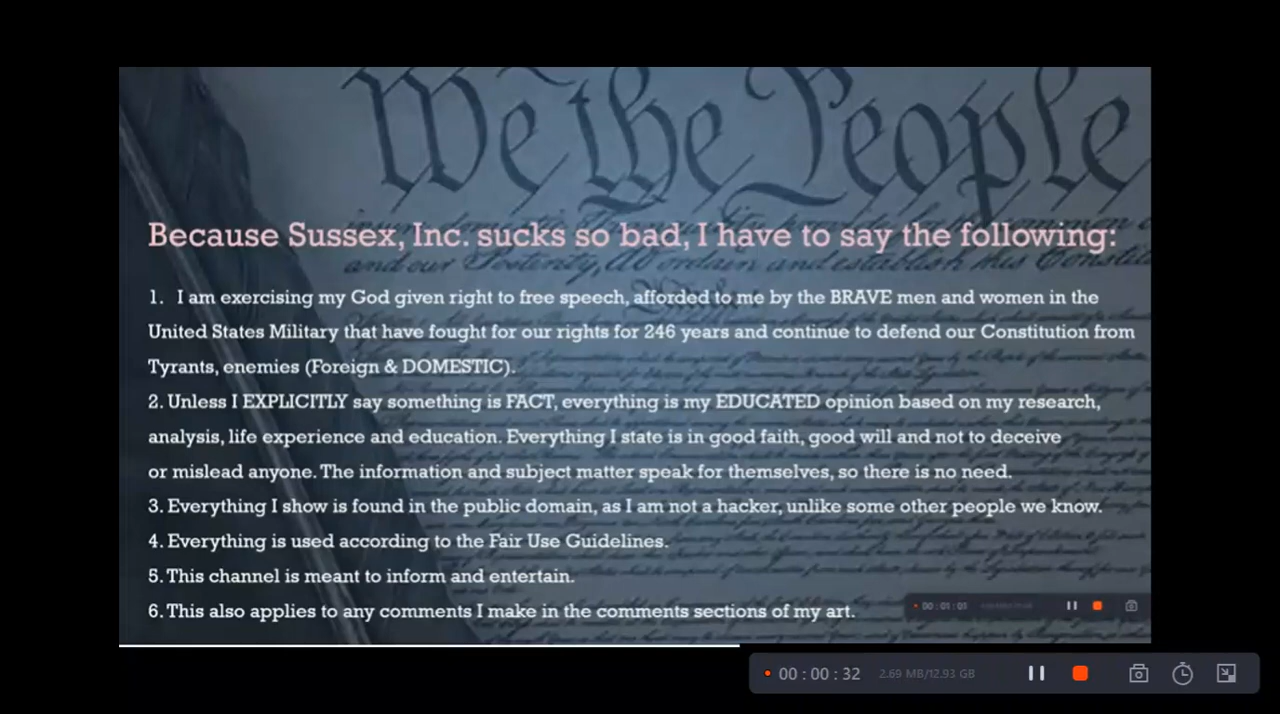 We the People
Because Sussex, Inc. sucks so bad, I have to say the following:
1. I am exercising my God given right to free speech, afforded to me by the BRAVE men and women in the
United States Military that have fought for our rights for 246 years and continue to defend our Constitution from
Tyrants, enemies (Foreign & DOMESTIC).
2. Unless I EXPLICITLY say something is FACT, everything is my EDUCATED opinion based on my research,
analysis, life experience and education. Everything I state is in good faith, good will and not to deceive
or mislead anyone. The information and subject matter speak for themselves, so there is no need.
3. Everything I show is found in the public domain, as I am not a hacker, unlike some other people we know.
4. Everything is used according to the Fair Use Guidelines.
5. This channel is meant to inform and entertain.
6. This also applies to any comments I make in the comments sections of my art.
00 : 00 : 32 2.69 MB/12.93 GB